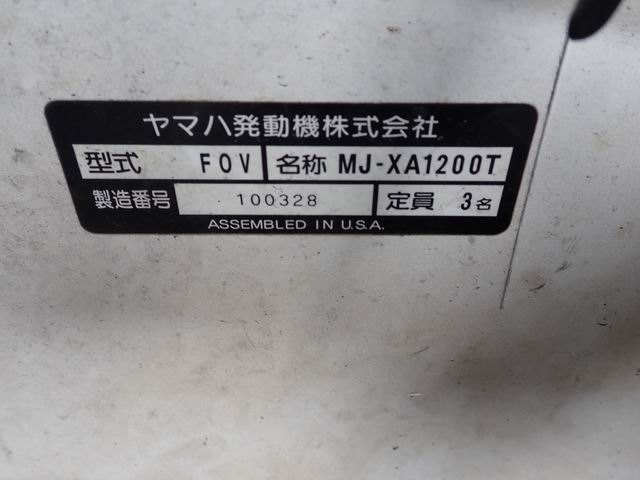 ヤマハ発動機株式会社
型式 F0V 名称 MJ-XA1200T
製造番号 100328 定員 3名
ASSEMBLED IN U.S.A.